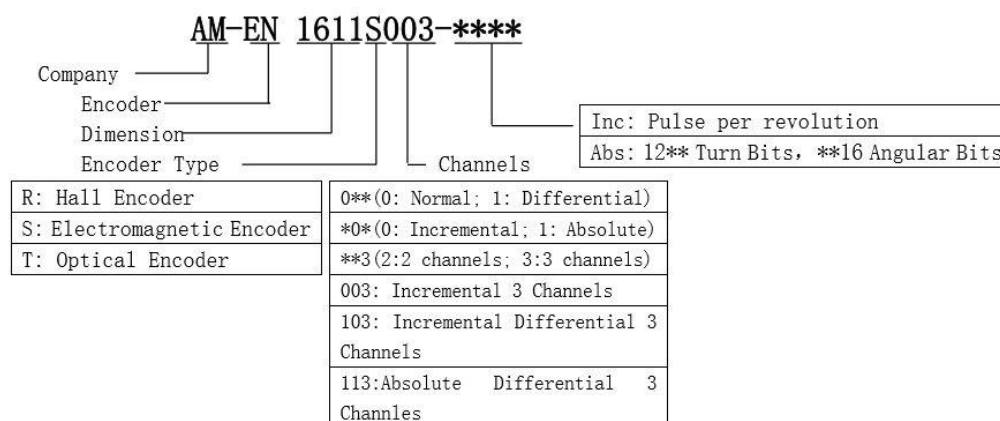 AM-EN 1611S003-****
Company
Encoder
Dimension
Encoder Type
Channels
Inc: Pulse per revolution
Abs: 12** Turn Bits, **16 Angular Bits
R: Hall Encoder
S: Electromagnetic Encoder
T: Optical Encoder
0**(0: Normal; 1: Differential)
*0*(0: Incremental; 1: Absolute)
**3(2:2 channels; 3:3 channels)
003: Incremental 3 Channels
103: Incremental Differential 3
Channels
113:Absolute Differential 3
Channles